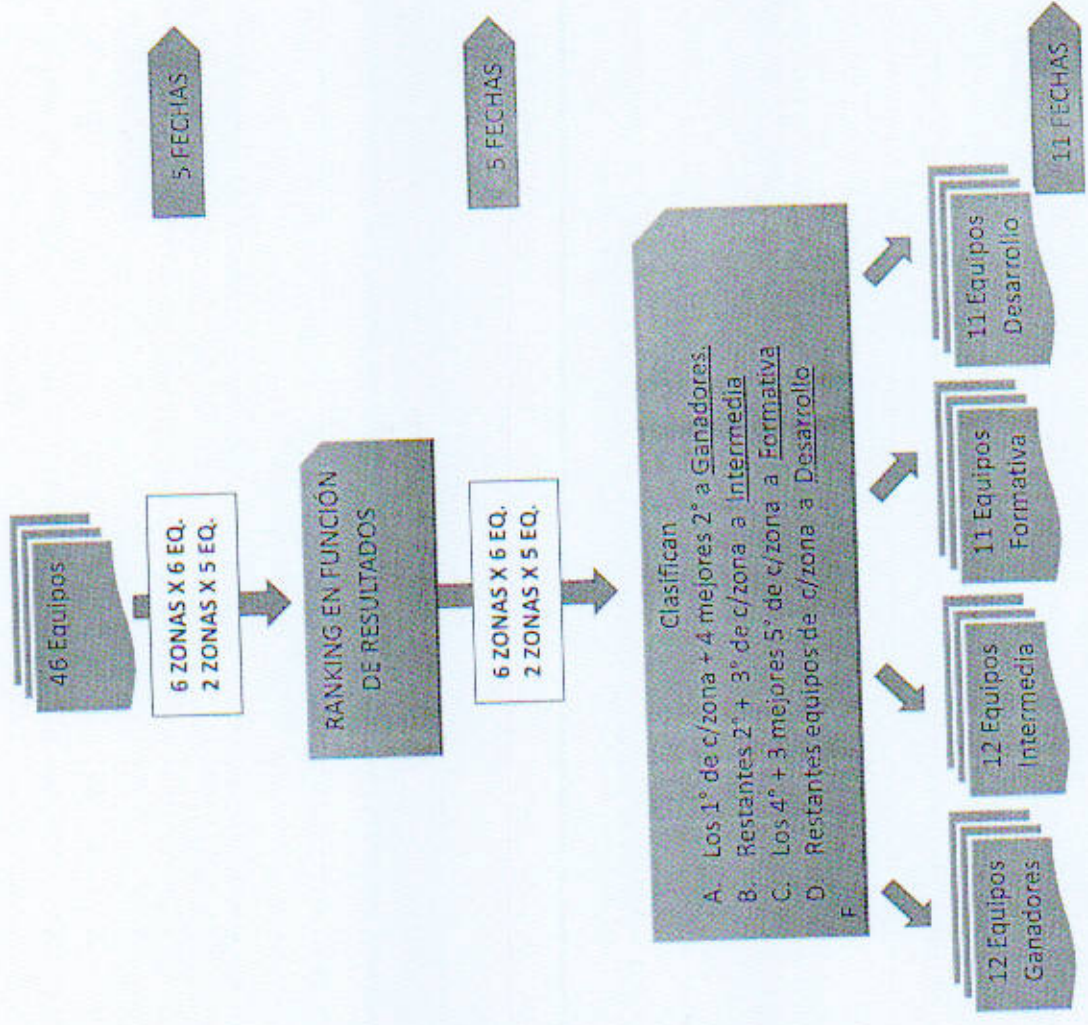 46 Equipos
6 ZONAS X 6 EQ.
2 ZONAS X 5 EQ.
5 FECHAS
RANKING EN FUNCION
DE RESULTADOS
6 ZONAS X 6 EQ.
2 ZONAS X 5 EQ.
5 FECHAS
Clasifican
A. Los 1° de c/zona + 4 mejores 2° a Ganadores.
B. Restantes 2° + 3° de c/zona a Intermedia
C. Los 4° + 3 mejores 5° de c/zona a Formativa
D. Restantes equipos de c/zona a Desarrollo
F
12 Equipos
Ganadores
12 Equipos
Intermedia
11 Equipos
Formativa
11 Equipos
Desarrollo
11 FECHAS